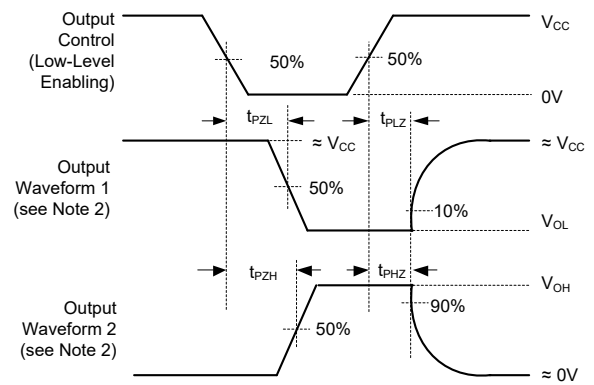 Output
Control
(Low-Level
Enabling)
50%
50%
V_CC
0V
t_PZL
t_PLZ
≈ V_CC
≈ V_CC
Output
Waveform 1
(see Note 2)
50%
10%
V_OL
t_PZH
t_PHZ
V_OH
Output
Waveform 2
(see Note 2)
50%
90%
≈ 0V